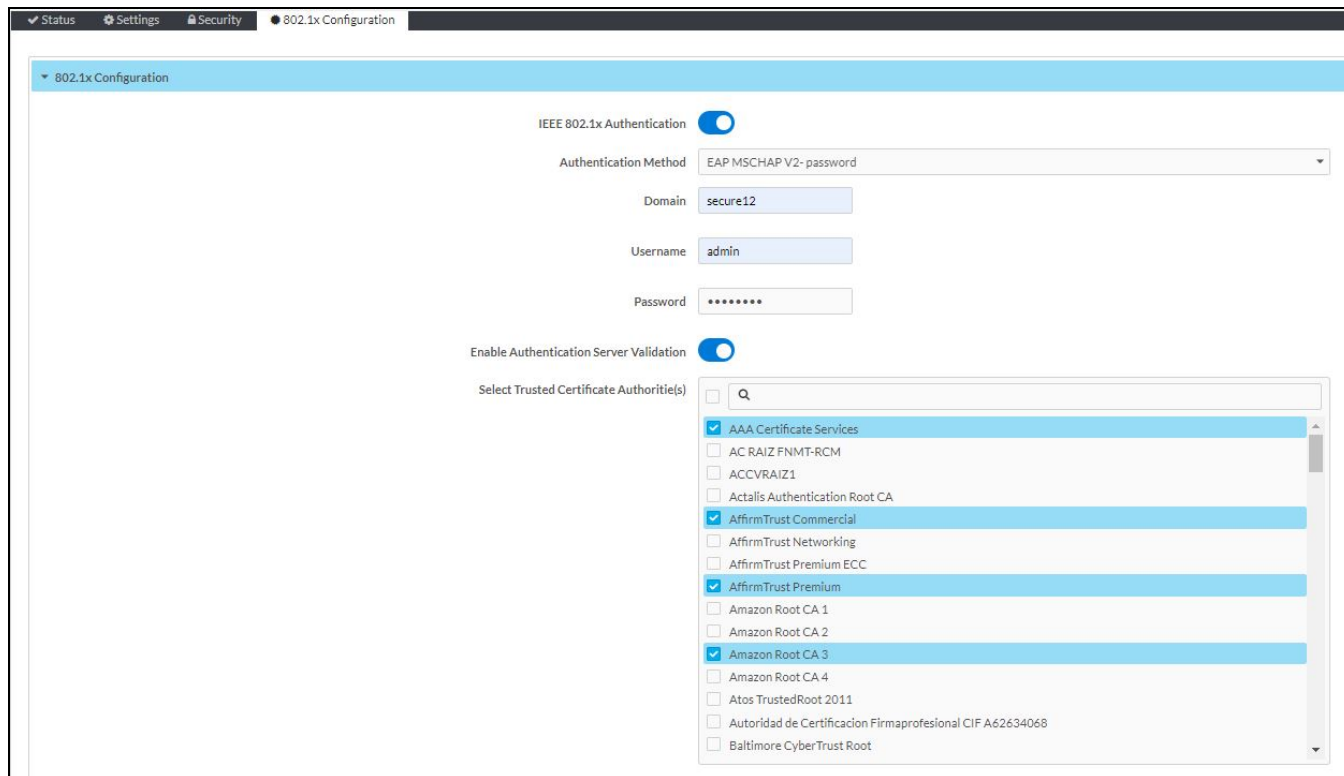 Status Settings Security 802.1x Configuration
802.1x Configuration
IEEE 802.1x Authentication
Authentication Method EAP MSCHAP V2- password
Domain secure12
Username admin
Password ••••••••
Enable Authentication Server Validation
Select Trusted Certificate Authoritie(s)
AAA Certificate Services
AC RAIZ FNMT-RCM
ACCVRAIZ1
Actalis Authentication Root CA
AffirmTrust Commercial
AffirmTrust Networking
AffirmTrust Premium ECC
AffirmTrust Premium
Amazon Root CA 1
Amazon Root CA 2
Amazon Root CA 3
Amazon Root CA 4
Atos TrustedRoot 2011
Autoridad de Certificacion Firmaprofesional CIF A62634068
Baltimore CyberTrust Root